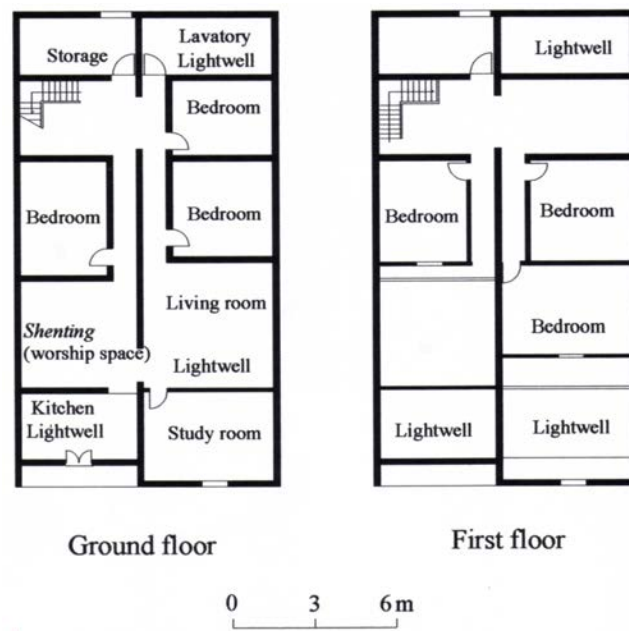 Storage
Lavatory
Lightwell
Bedroom
Bedroom
Bedroom
Living room
Shenting
(worship space)
Lightwell
Kitchen
Lightwell
Study room
Ground floor
Lightwell
Bedroom
Bedroom
Bedroom
Lightwell
Lightwell
First floor
0 3 6 m